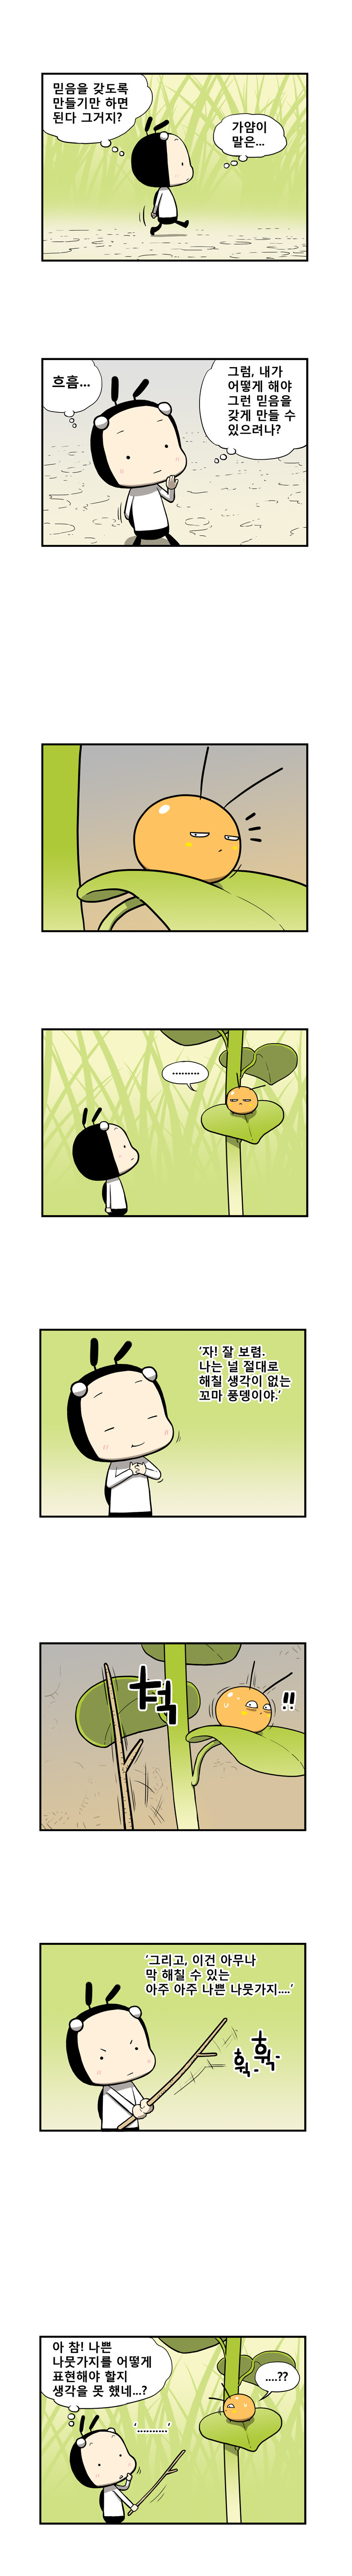 믿음을 갖도록
만들기만 하면
된다 그거지?
가얌이
말은...
흐흠...
그럼, 내가
어떻게 해야
그런 믿음을
갖게 만들 수
있으려나?
.........
'자! 잘 보렴.
나는 널 절대로
해칠 생각이 없는
꼬마 풍뎅이야.'
척
!!
'그리고, 이건 아무나
막 해칠 수 있는
아주 아주 나쁜 나뭇가지....'
휙-
휙-
아 참! 나쁜
나뭇가지를 어떻게
표현해야 할지
생각을 못 했네...?
....??
'..........'